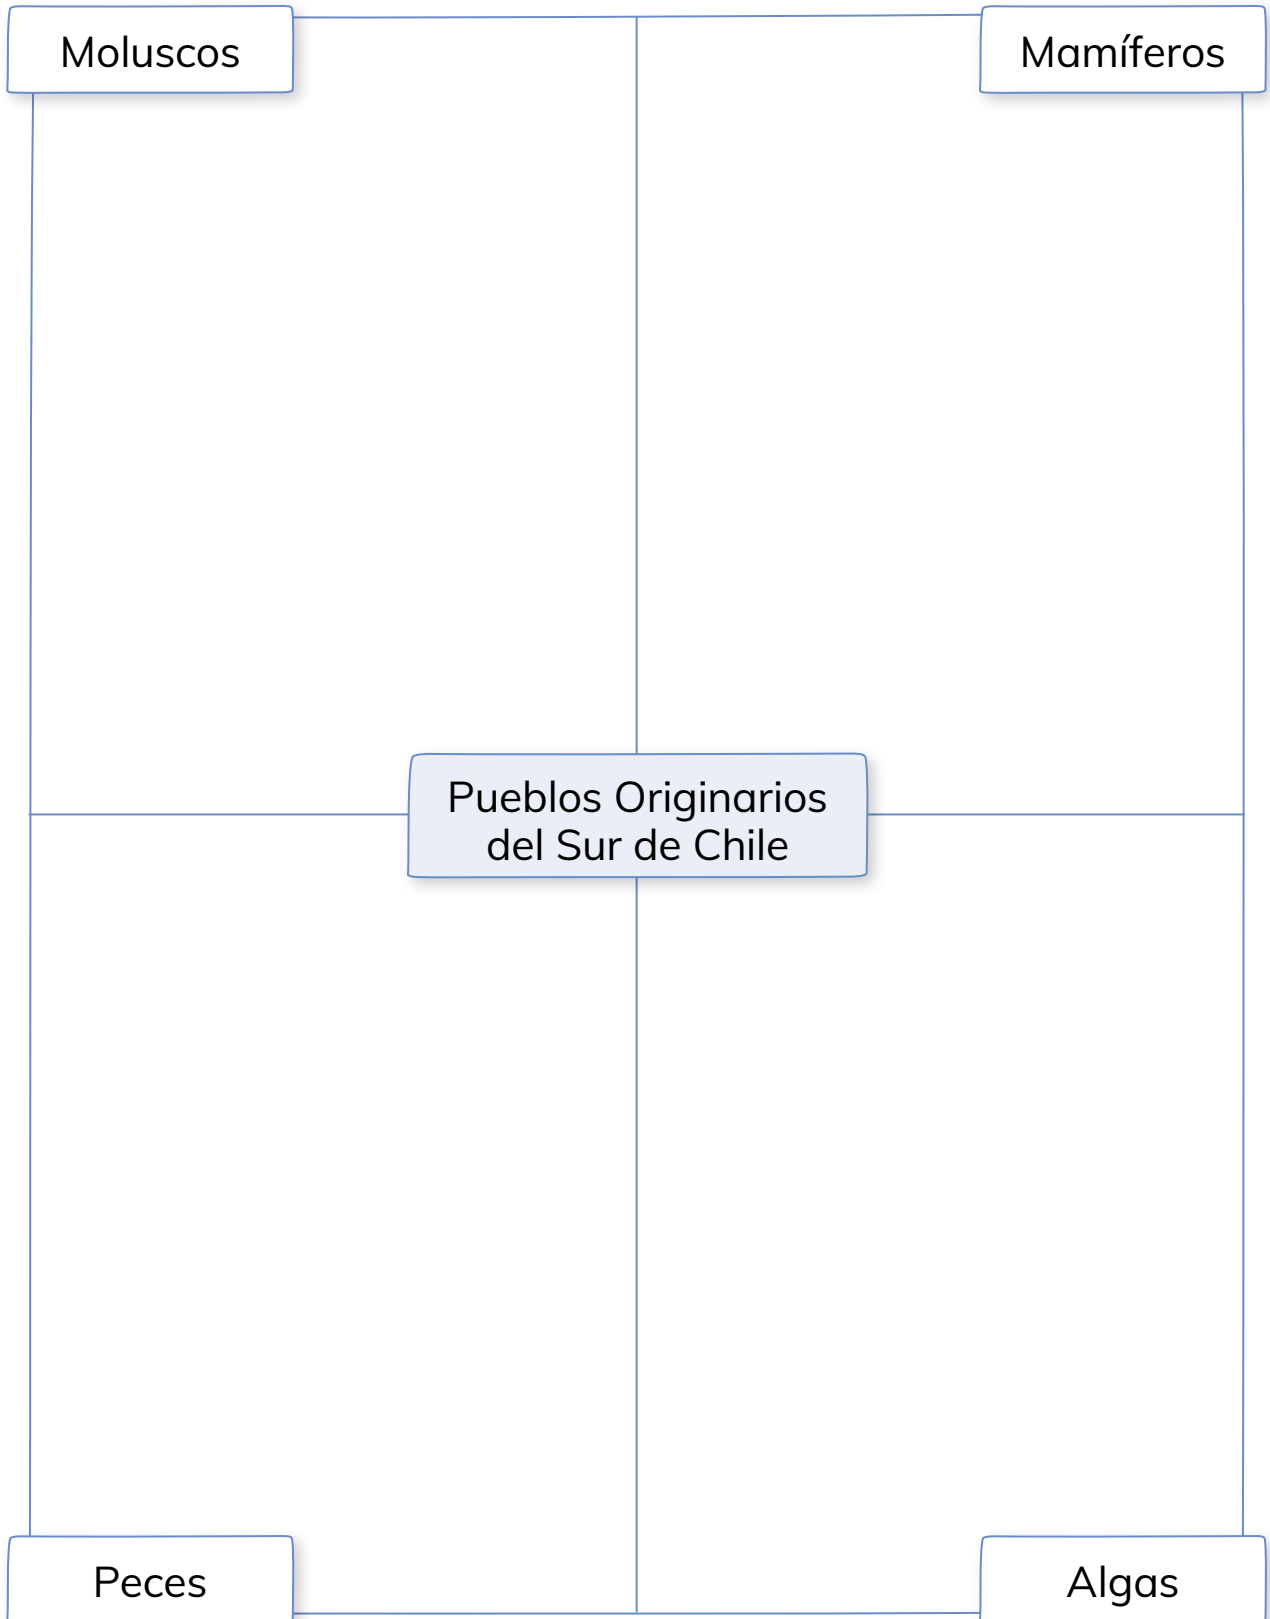 Moluscos
Mamíferos
Pueblos Originarios
del Sur de Chile
Peces
Algas